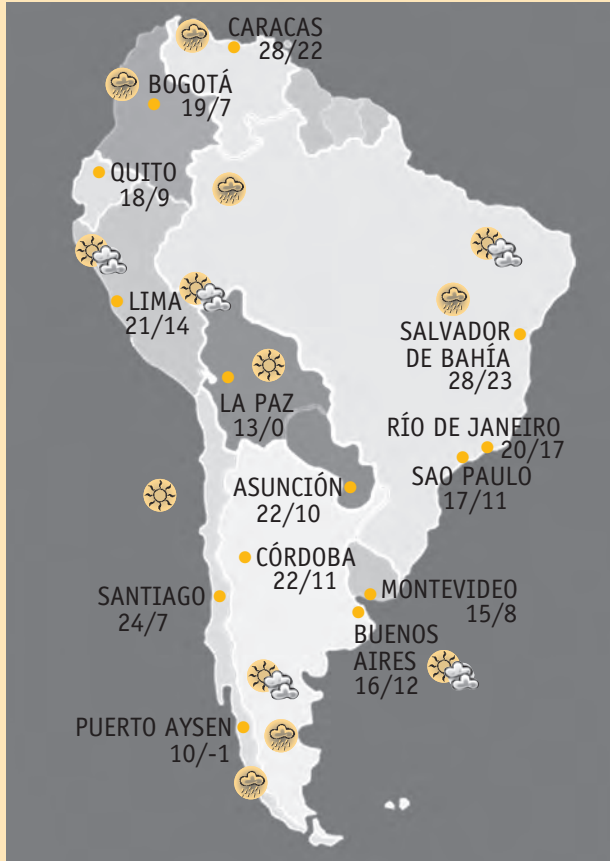 CARACAS
28/22
BOGOTÁ
19/7
QUITO
18/9
LIMA
21/14
SALVADOR
DE BAHÍA
28/23
LA PAZ
13/0
RÍO DE JANEIRO
20/17
SAO PAULO
17/11
ASUNCIÓN
22/10
CÓRDOBA
22/11
SANTIAGO
24/7
MONTEVIDEO
15/8
BUENOS
AIRES
16/12
PUERTO AYSEN
10/-1